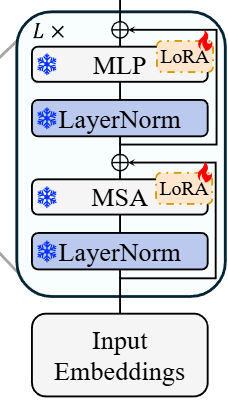 L ×
MLP
LoRA
LayerNorm
MSA
LoRA
LayerNorm
Input
Embeddings